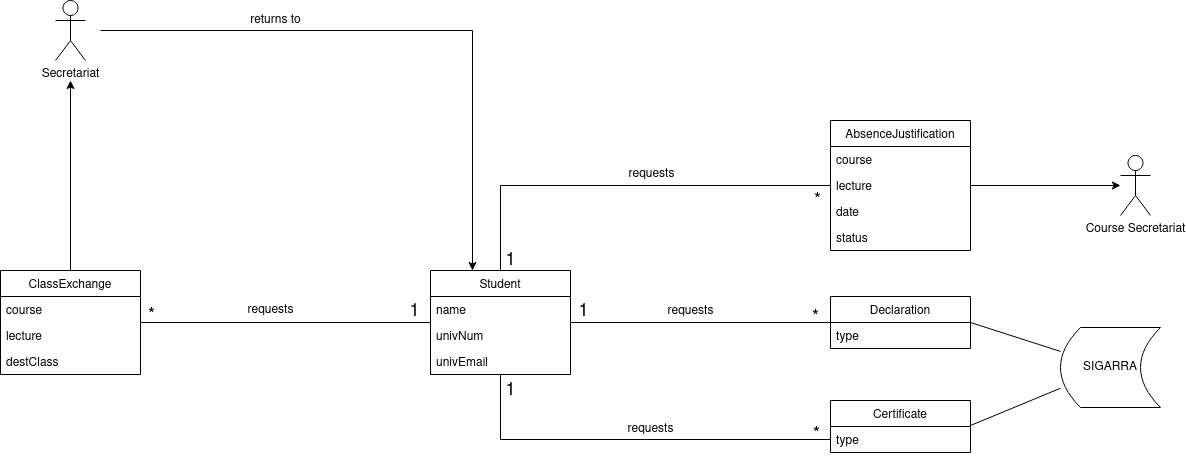 returns to
Secretariat
AbsenceJustification
course
lecture
date
status
requests
*
Course Secretariat
1
ClassExchange
course
lecture
destClass
*
requests
1
Student
name
univNum
univEmail
1
requests
*
Declaration
type
SIGARRA
1
requests
*
Certificate
type